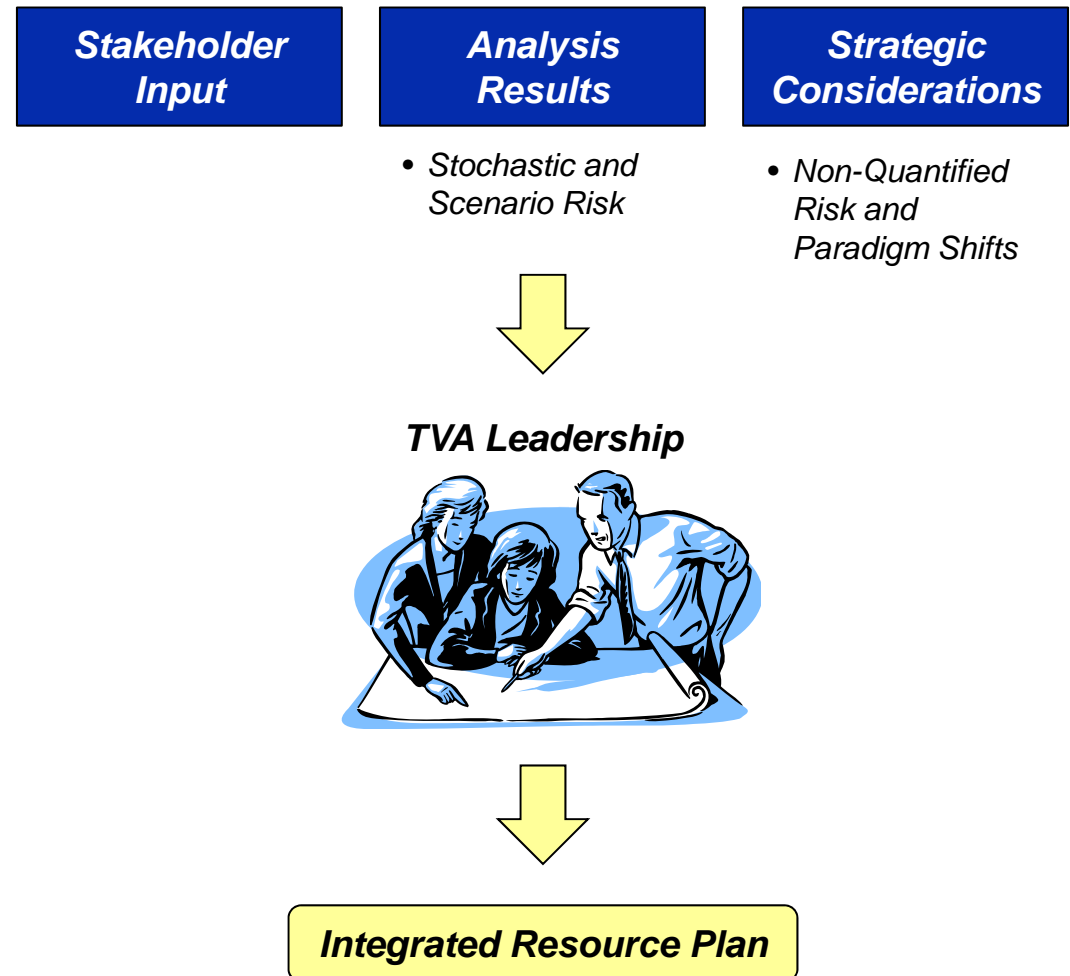 Stakeholder
Input
Analysis
Results
Strategic
Considerations
• Stochastic and
Scenario Risk
• Non-Quantified
Risk and
Paradigm Shifts
TVA Leadership
Integrated Resource Plan